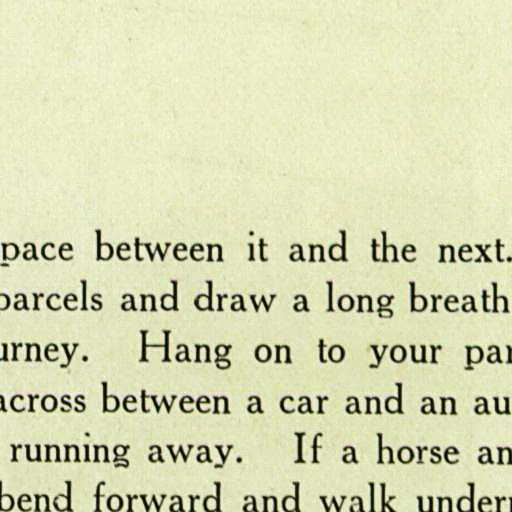 pace between it and the next.
parcels and draw a long breath
urney. Hang on to your par
across between a car and an au
running away. If a horse an
bend forward and walk under